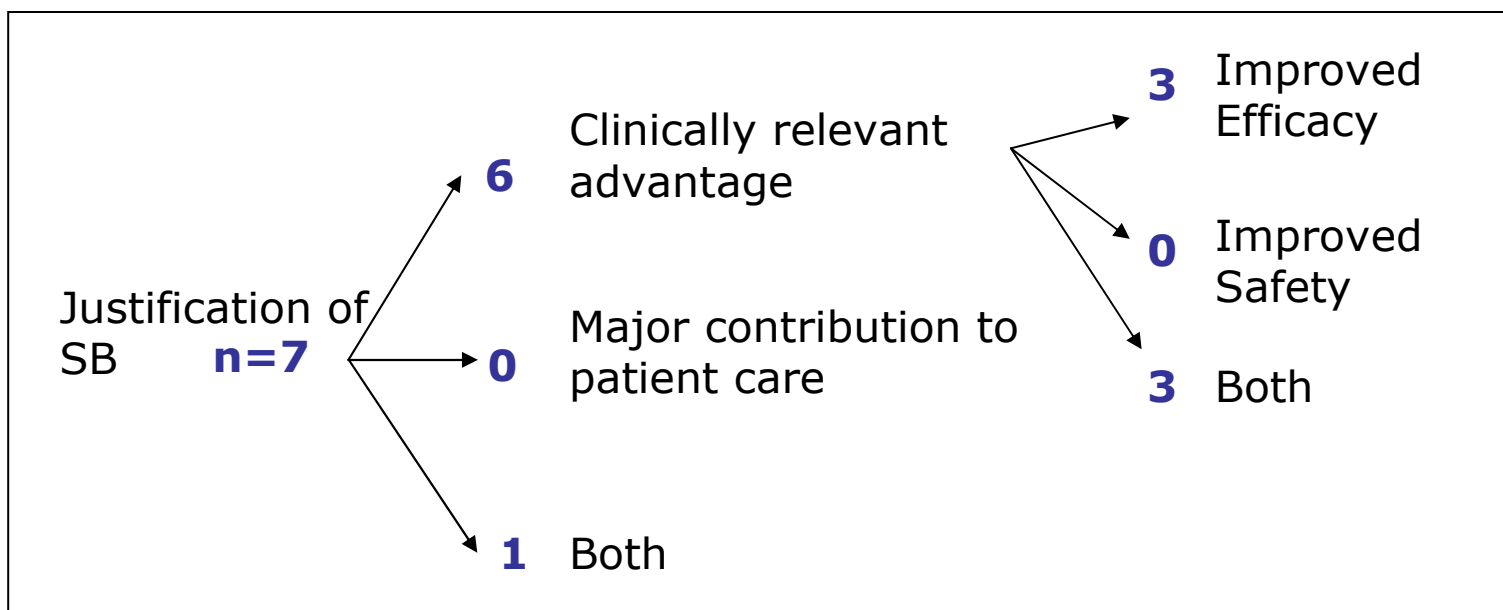 Justification of
SB n=7
6 Clinically relevant
advantage
0 Major contribution to
patient care
1 Both
3 Improved
Efficacy
0 Improved
Safety
3 Both